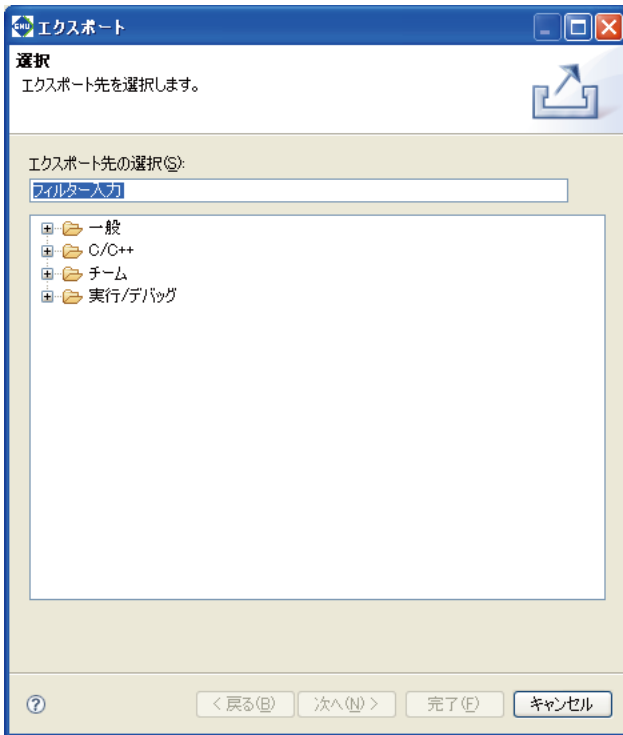 GNU エクスポート
選択
エクスポート先を選択します。
エクスポート先の選択(S):
フィルター入力
一般
C/C++
チーム
実行/デバッグ
< 戻る(B) 次へ(N) > 完了(F) キャンセル